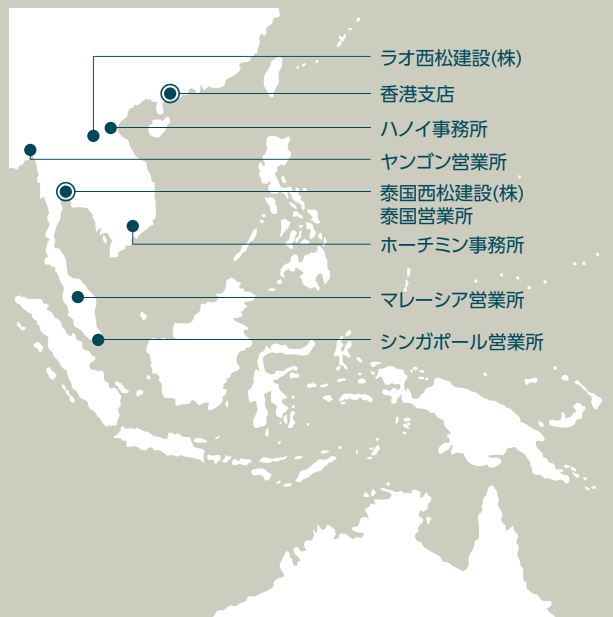 ラオ西松建設(株)
香港支店
ハノイ事務所
ヤンゴン営業所
泰国西松建設(株)
泰国営業所
ホーチミン事務所
マレーシア営業所
シンガポール営業所